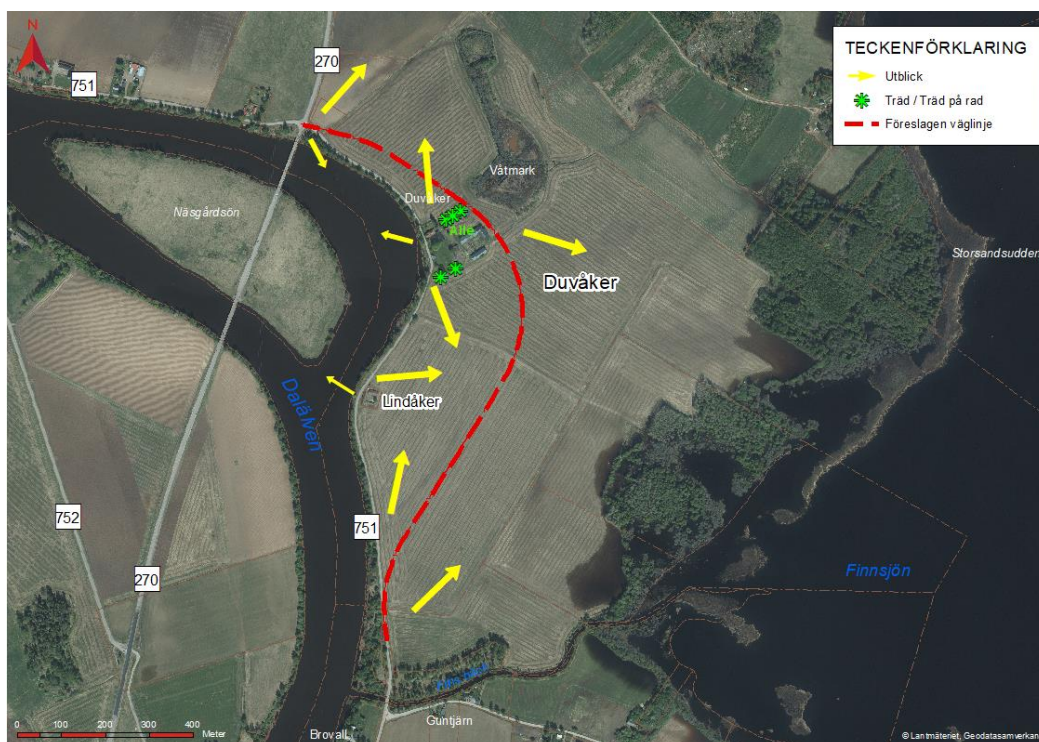 N
751
270
TECKENFÖRKLARING
Utblick
Träd / Träd på rad
Föreslagen väglinje
Våtmark
Duvåker
Näsgårdsön
Allé
Storsandsudden
Duvåker
Lindåker
Dalälven
752
751
270
Finnsjön
Guntjärn
Brovall
0 100 200 300 400
Meter
© Lantmäteriet, Geodatasamverkan